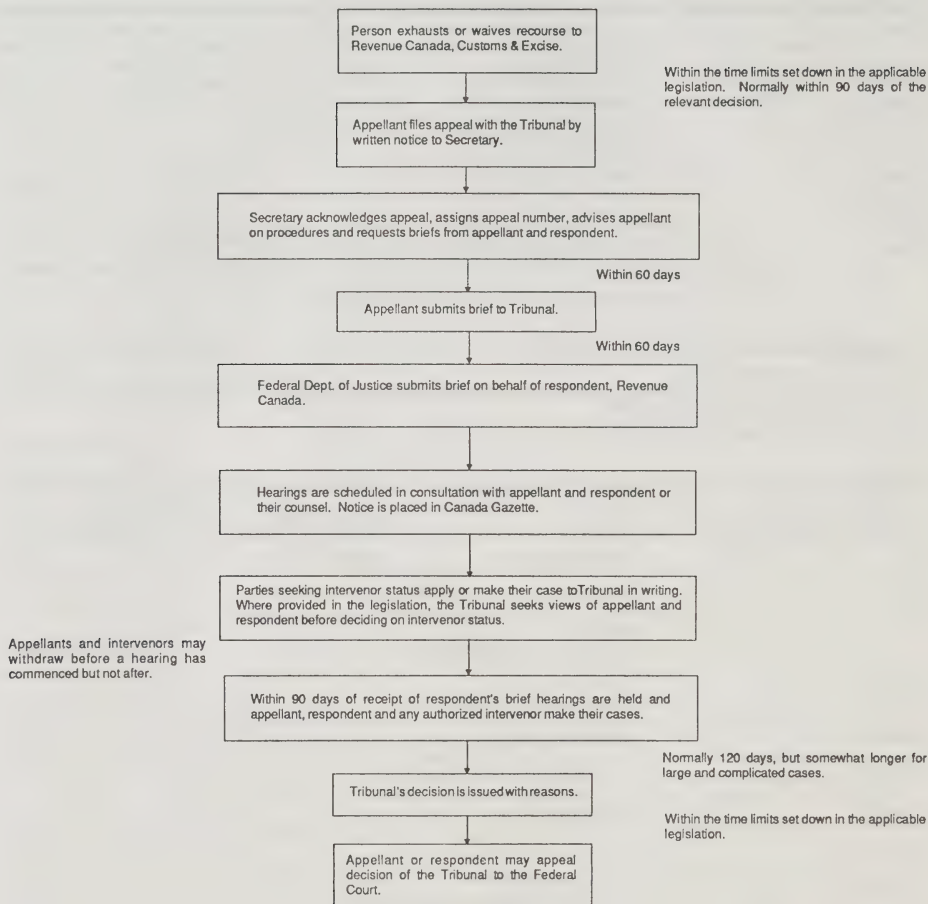 Person exhausts or waives recourse to
Revenue Canada, Customs & Excise.
Within the time limits set down in the applicable
legislation. Normally within 90 days of the
relevant decision.
Appellant files appeal with the Tribunal by
written notice to Secretary.
Secretary acknowledges appeal, assigns appeal number, advises appellant
on procedures and requests briefs from appellant and respondent.
Within 60 days
Appellant submits brief to Tribunal.
Within 60 days
Federal Dept. of Justice submits brief on behalf of respondent, Revenue
Canada.
Hearings are scheduled in consultation with appellant and respondent or
their counsel. Notice is placed in Canada Gazette.
Parties seeking intervenor status apply or make their case toTribunal in writing.
Where provided in the legislation, the Tribunal seeks views of appellant and
respondent before deciding on intervenor status.
Appellants and intervenors may
withdraw before a hearing has
commenced but not after.
Within 90 days of receipt of respondent's brief hearings are held and
appellant, respondent and any authorized intervenor make their cases.
Normally 120 days, but somewhat longer for
large and complicated cases.
Tribunal's decision is issued with reasons.
Within the time limits set down in the applicable
legislation.
Appellant or respondent may appeal
decision of the Tribunal to the Federal
Court.